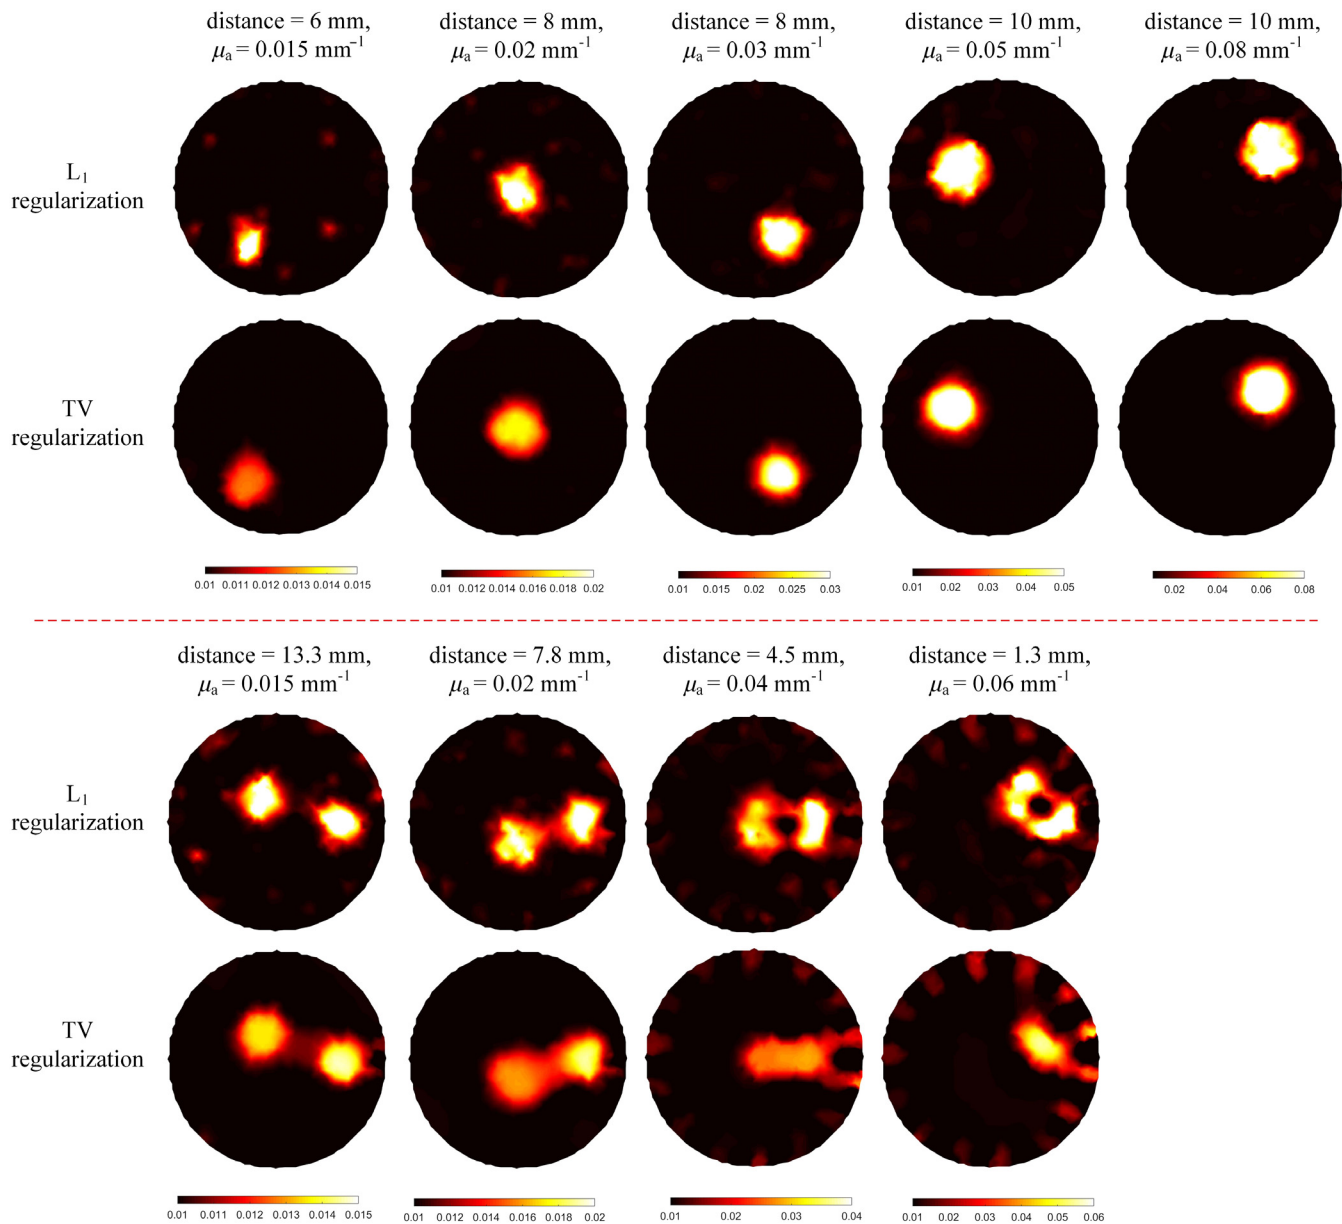 distance = 6 mm,
μa = 0.015 mm⁻¹
distance = 8 mm,
μa = 0.02 mm⁻¹
distance = 8 mm,
μa = 0.03 mm⁻¹
distance = 10 mm,
μa = 0.05 mm⁻¹
distance = 10 mm,
μa = 0.08 mm⁻¹
L₁
regularization
TV
regularization
0.01 0.011 0.012 0.013 0.014 0.015
0.01 0.012 0.014 0.016 0.018 0.02
0.01 0.015 0.02 0.025 0.03
0.01 0.02 0.03 0.04 0.05
0.02 0.04 0.06 0.08
distance = 13.3 mm,
μa = 0.015 mm⁻¹
distance = 7.8 mm,
μa = 0.02 mm⁻¹
distance = 4.5 mm,
μa = 0.04 mm⁻¹
distance = 1.3 mm,
μa = 0.06 mm⁻¹
L₁
regularization
TV
regularization
0.01 0.011 0.012 0.013 0.014 0.015
0.01 0.012 0.014 0.016 0.018 0.02
0.01 0.02 0.03 0.04
0.01 0.02 0.03 0.04 0.05 0.06